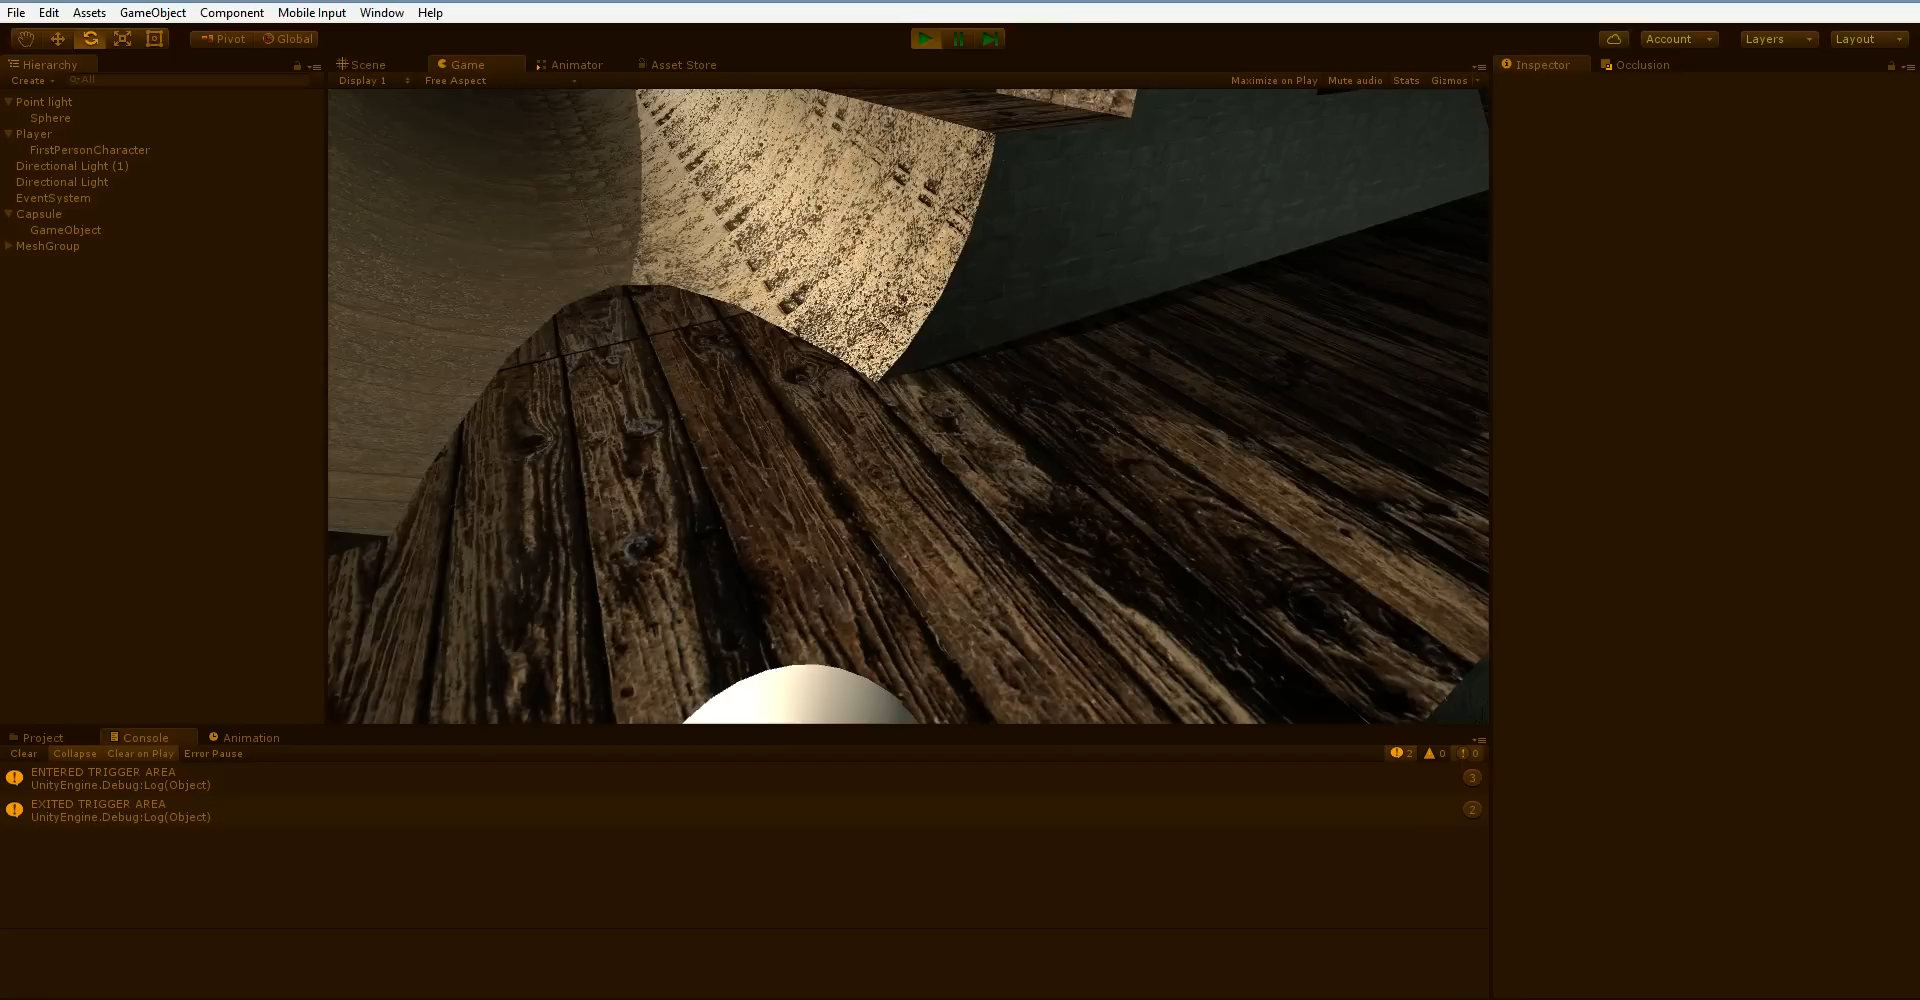 File Edit Assets GameObject Component Mobile Input Window Help
Pivot Global Account Layers Layout
Hierarchy Scene Game Animator Asset Store Inspector Occlusion
Create All Display 1 Free Aspect Maximize on Play Mute audio Stats Gizmos
Point light
Sphere
Player
FirstPersonCharacter
Directional Light (1)
Directional Light
EventSystem
Capsule
GameObject
MeshGroup
Project Console Animation
Clear Collapse Clear on Play Error Pause 2 0 0
ENTERED TRIGGER AREA
UnityEngine.Debug:Log(Object) 3
EXITED TRIGGER AREA
UnityEngine.Debug:Log(Object) 2